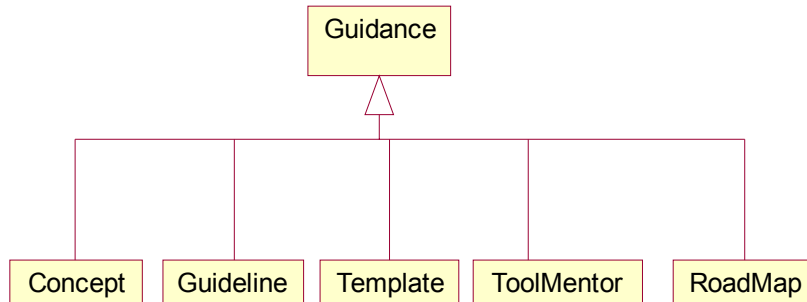 Guidance
Concept
Guideline
Template
ToolMentor
RoadMap